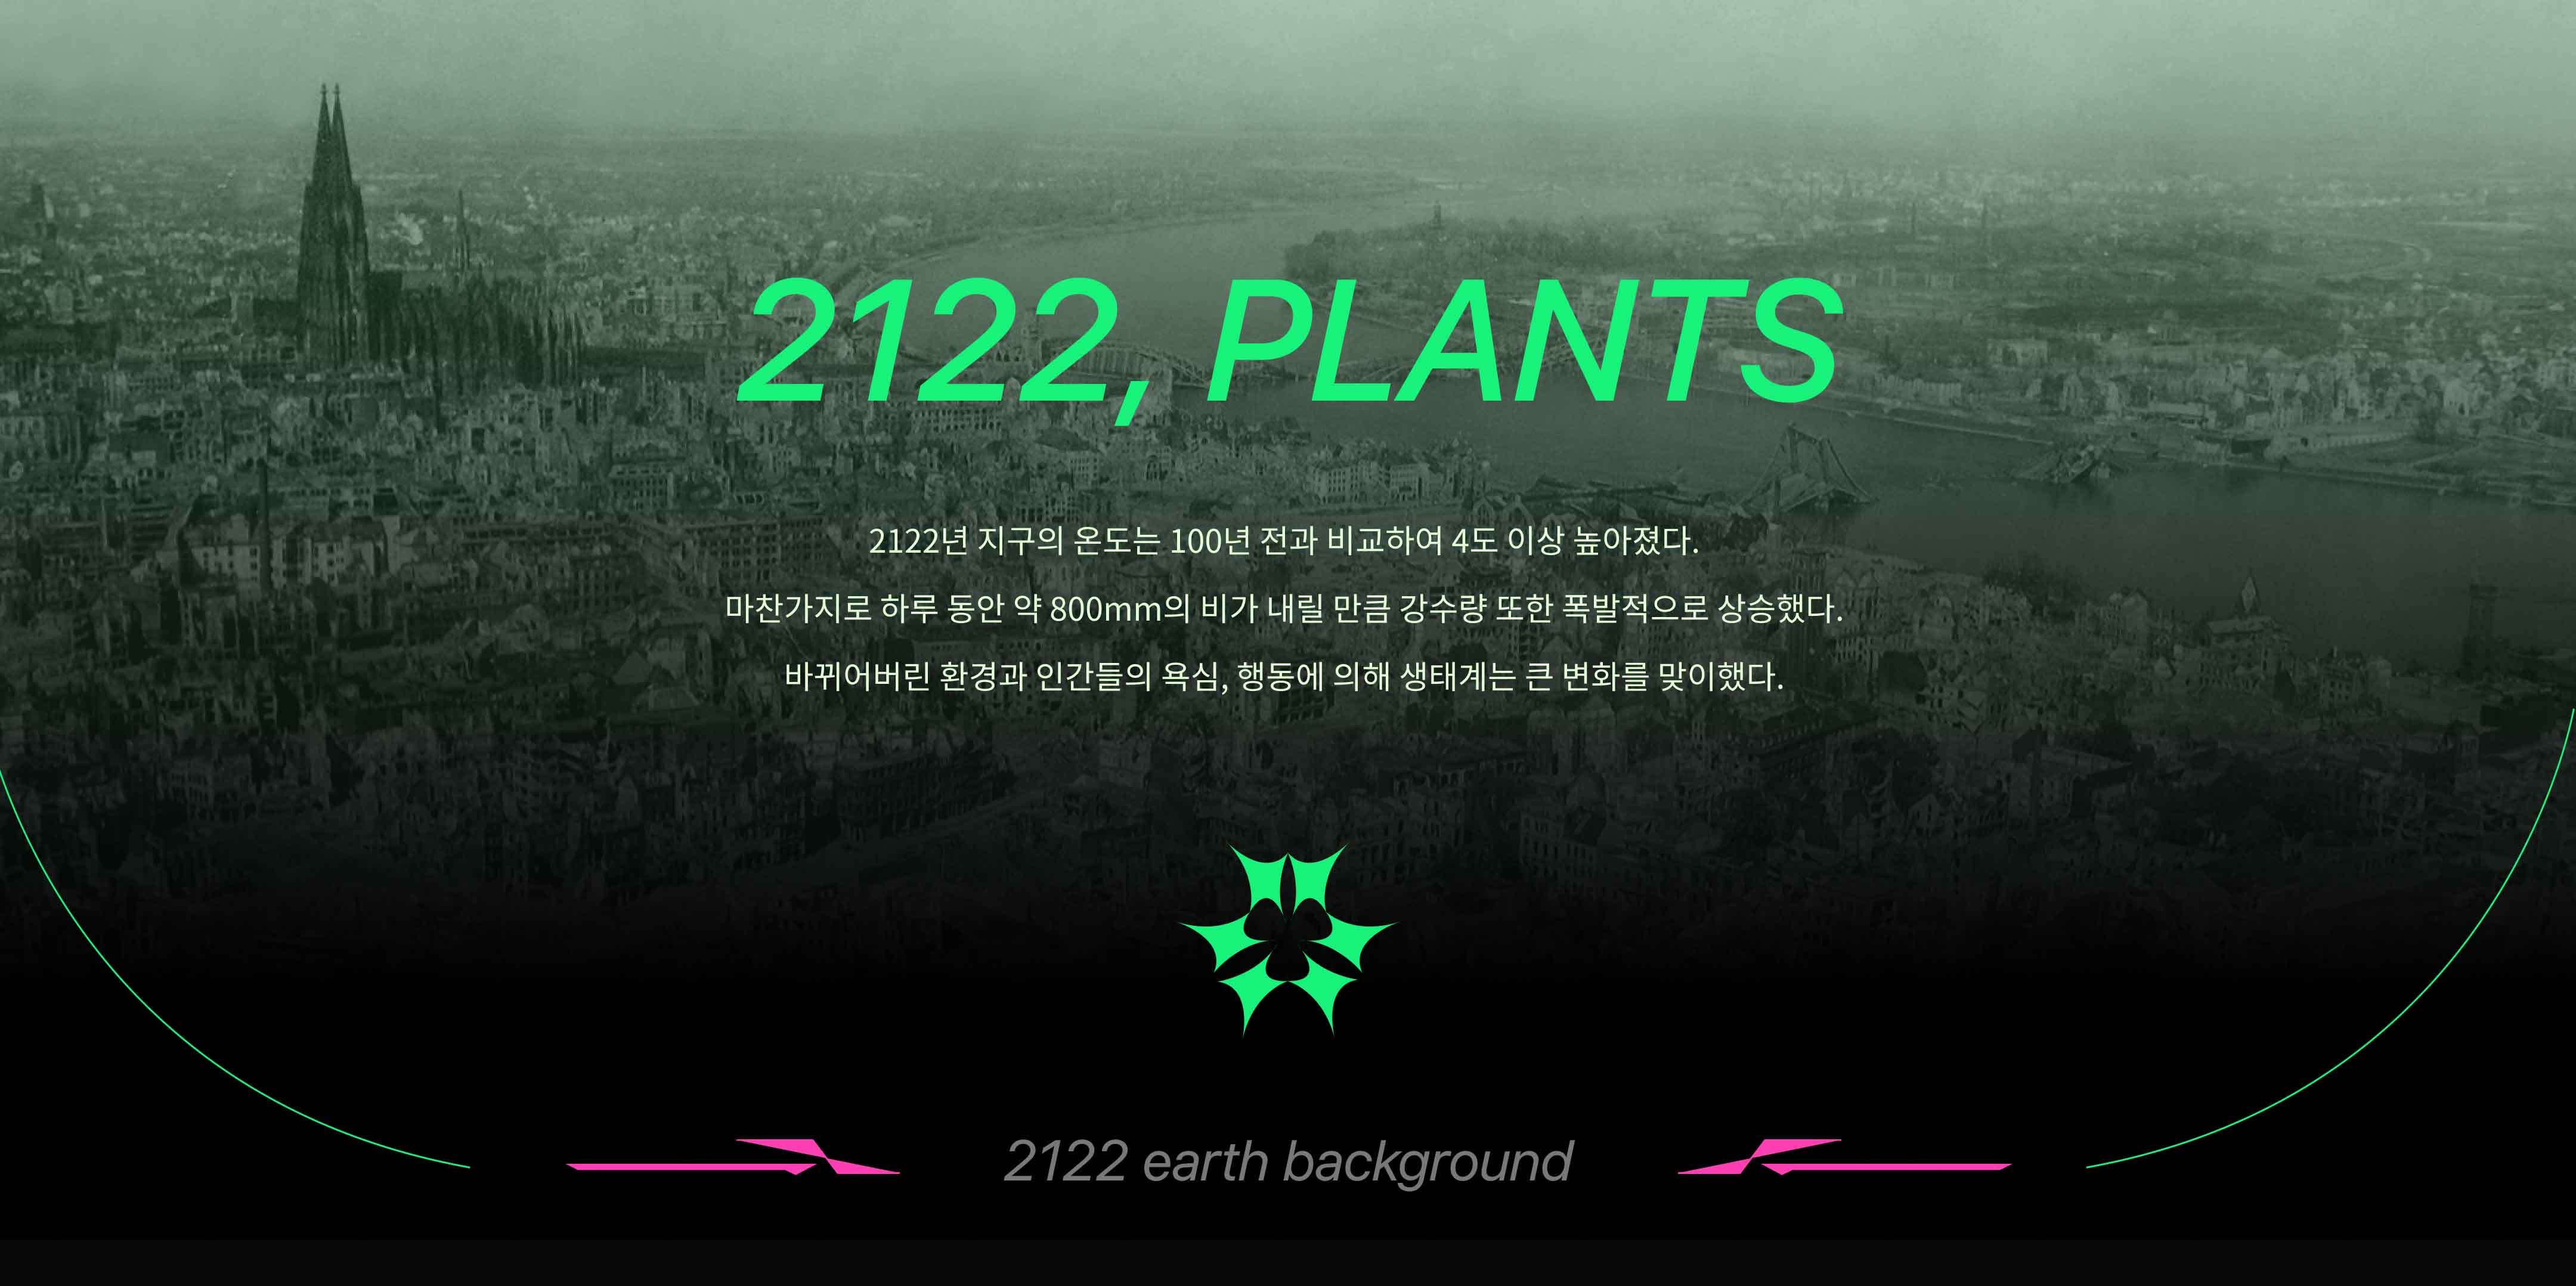 2122, PLANTS
2122년 지구의 온도는 100년 전과 비교하여 4도 이상 높아졌다.
마찬가지로 하루 동안 약 800mm의 비가 내릴 만큼 강수량 또한 폭발적으로 상승했다.
바뀌어버린 환경과 인간들의 욕심, 행동에 의해 생태계는 큰 변화를 맞이했다.
2122 earth background